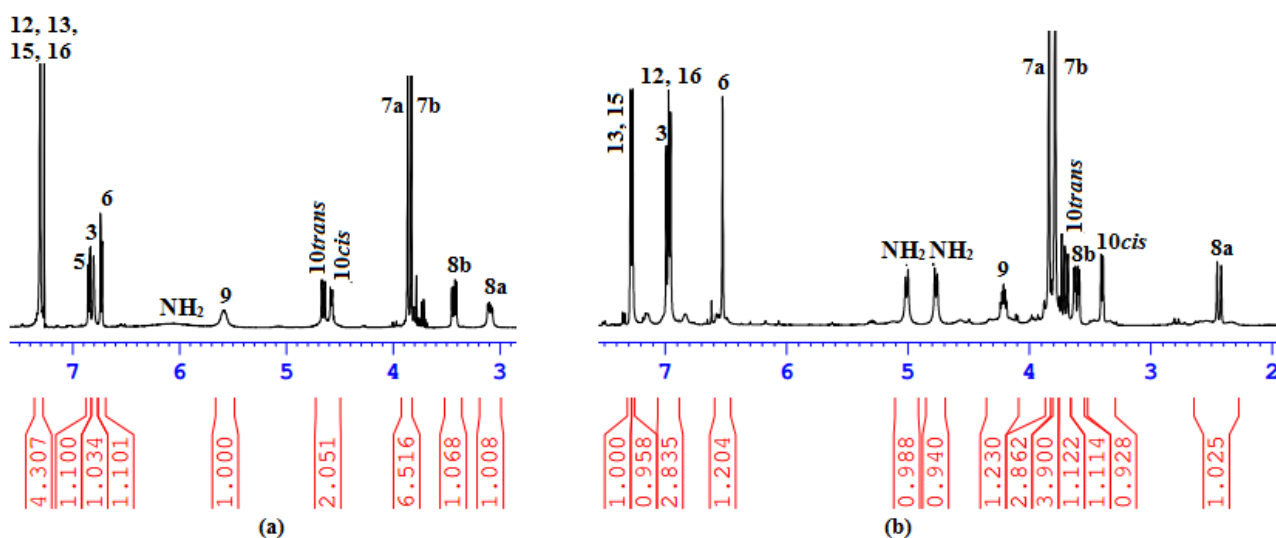 12, 13,
15, 16
5
3
6
NH₂
9
10trans
10cis
7a 7b
8b
8a
7 6 5 4 3
4.307
1.100
1.034
1.101
1.000
2.051
6.516
1.068
1.008
(a)
13, 15
3
12, 16
6
NH₂ NH₂
9
7a 7b
10trans
8b
10cis
8a
7 6 5 4 3 2
1.000
0.958
2.835
1.204
0.988
0.940
1.230
2.862
3.900
1.122
1.114
0.928
1.025
(b)